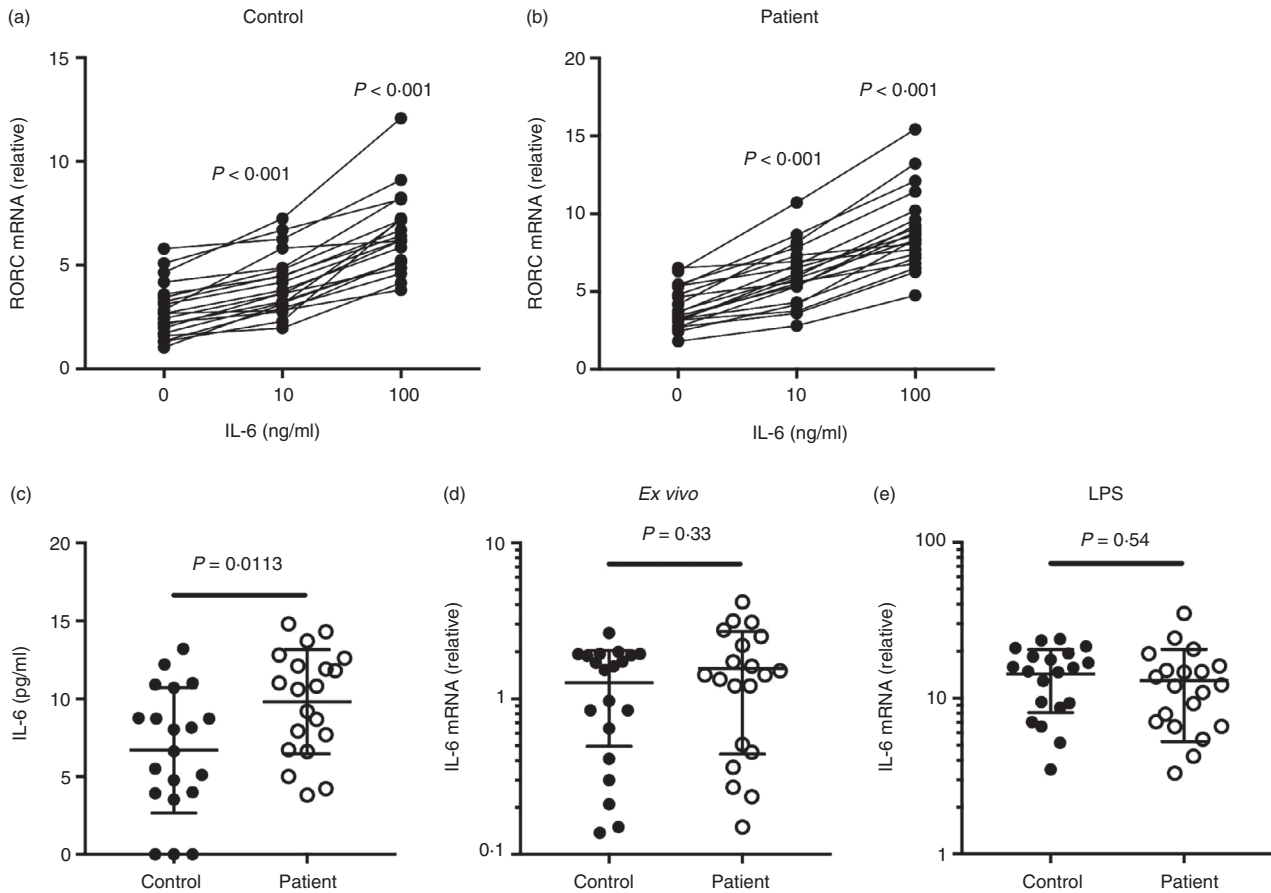 (a)
Control
RORC mRNA (relative)
15
10
5
0
P < 0·001
P < 0·001
0
10
100
IL-6 (ng/ml)
(b)
Patient
RORC mRNA (relative)
20
15
10
5
0
P < 0·001
P < 0·001
0
10
100
IL-6 (ng/ml)
(c)
IL-6 (pg/ml)
20
15
10
5
0
P = 0·0113
Control
Patient
(d)
Ex vivo
IL-6 mRNA (relative)
10
1
0·1
P = 0·33
Control
Patient
(e)
LPS
IL-6 mRNA (relative)
100
10
1
P = 0·54
Control
Patient